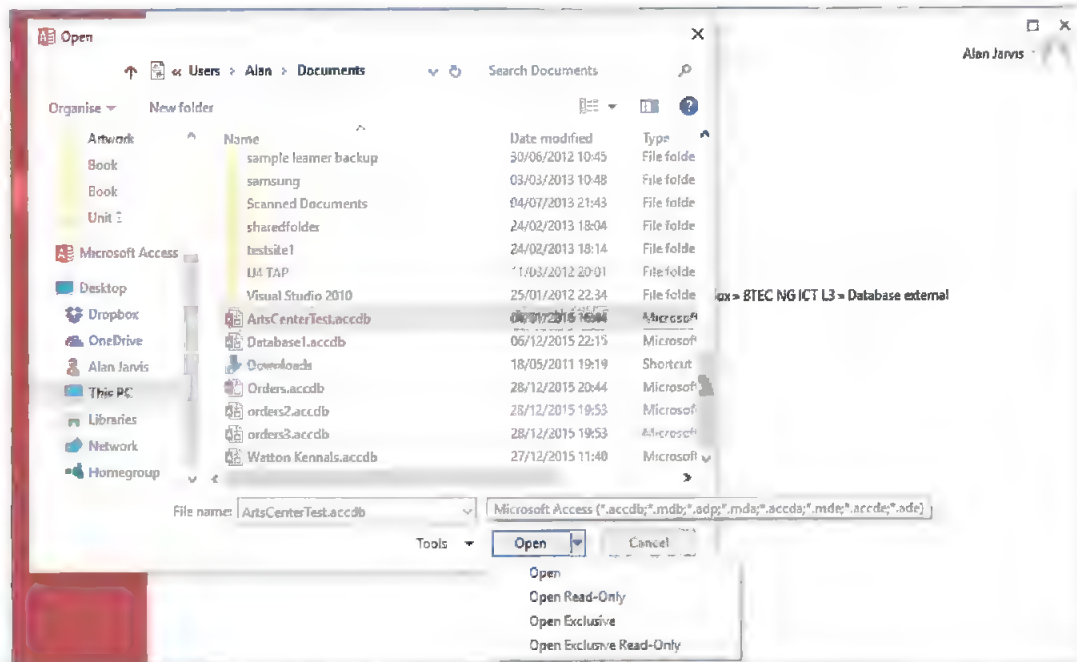 Open
Alan Jarvis
« Users > Alan > Documents
Search Documents
Organise
New folder
Artwork
Book
Book
Unit
Microsoft Access
Desktop
Dropbox
OneDrive
Alan Jarvis
This PC
Libraries
Network
Homegroup
Name Date modified Type
sample learner backup 30/06/2012 10:45 File folde
samsung 03/03/2013 10:48 File folde
Scanned Documents 04/07/2013 21:43 File folde
sharedfolder 24/02/2013 18:04 File folde
testsite1 24/02/2013 18:14 File folde
U4 TAP 11/03/2012 20:01 File folde
Visual Studio 2010 25/01/2012 22:34 File folde
ArtsCenterTest.accdb Microsoft
Database1.accdb 06/12/2015 22:15 Microsof
Downloads 18/05/2011 19:19 Shortcut
Orders.accdb 28/12/2015 20:44 Microsoft
orders2.accdb 28/12/2015 19:53 Microsof
orders3.accdb 28/12/2015 19:53 Microsoft
Watton Kennals.accdb 27/12/2015 11:40 Microsoft
ox » BTEC NG ICT L3 » Database external
File name: ArtsCenterTest.accdb
Microsoft Access (*.accdb;*.mdb;*.adp;*.mda;*.accda;*.mde;*.accde;*.ade)
Tools
Open
Cancel
Open
Open Read-Only
Open Exclusive
Open Exclusive Read-Only